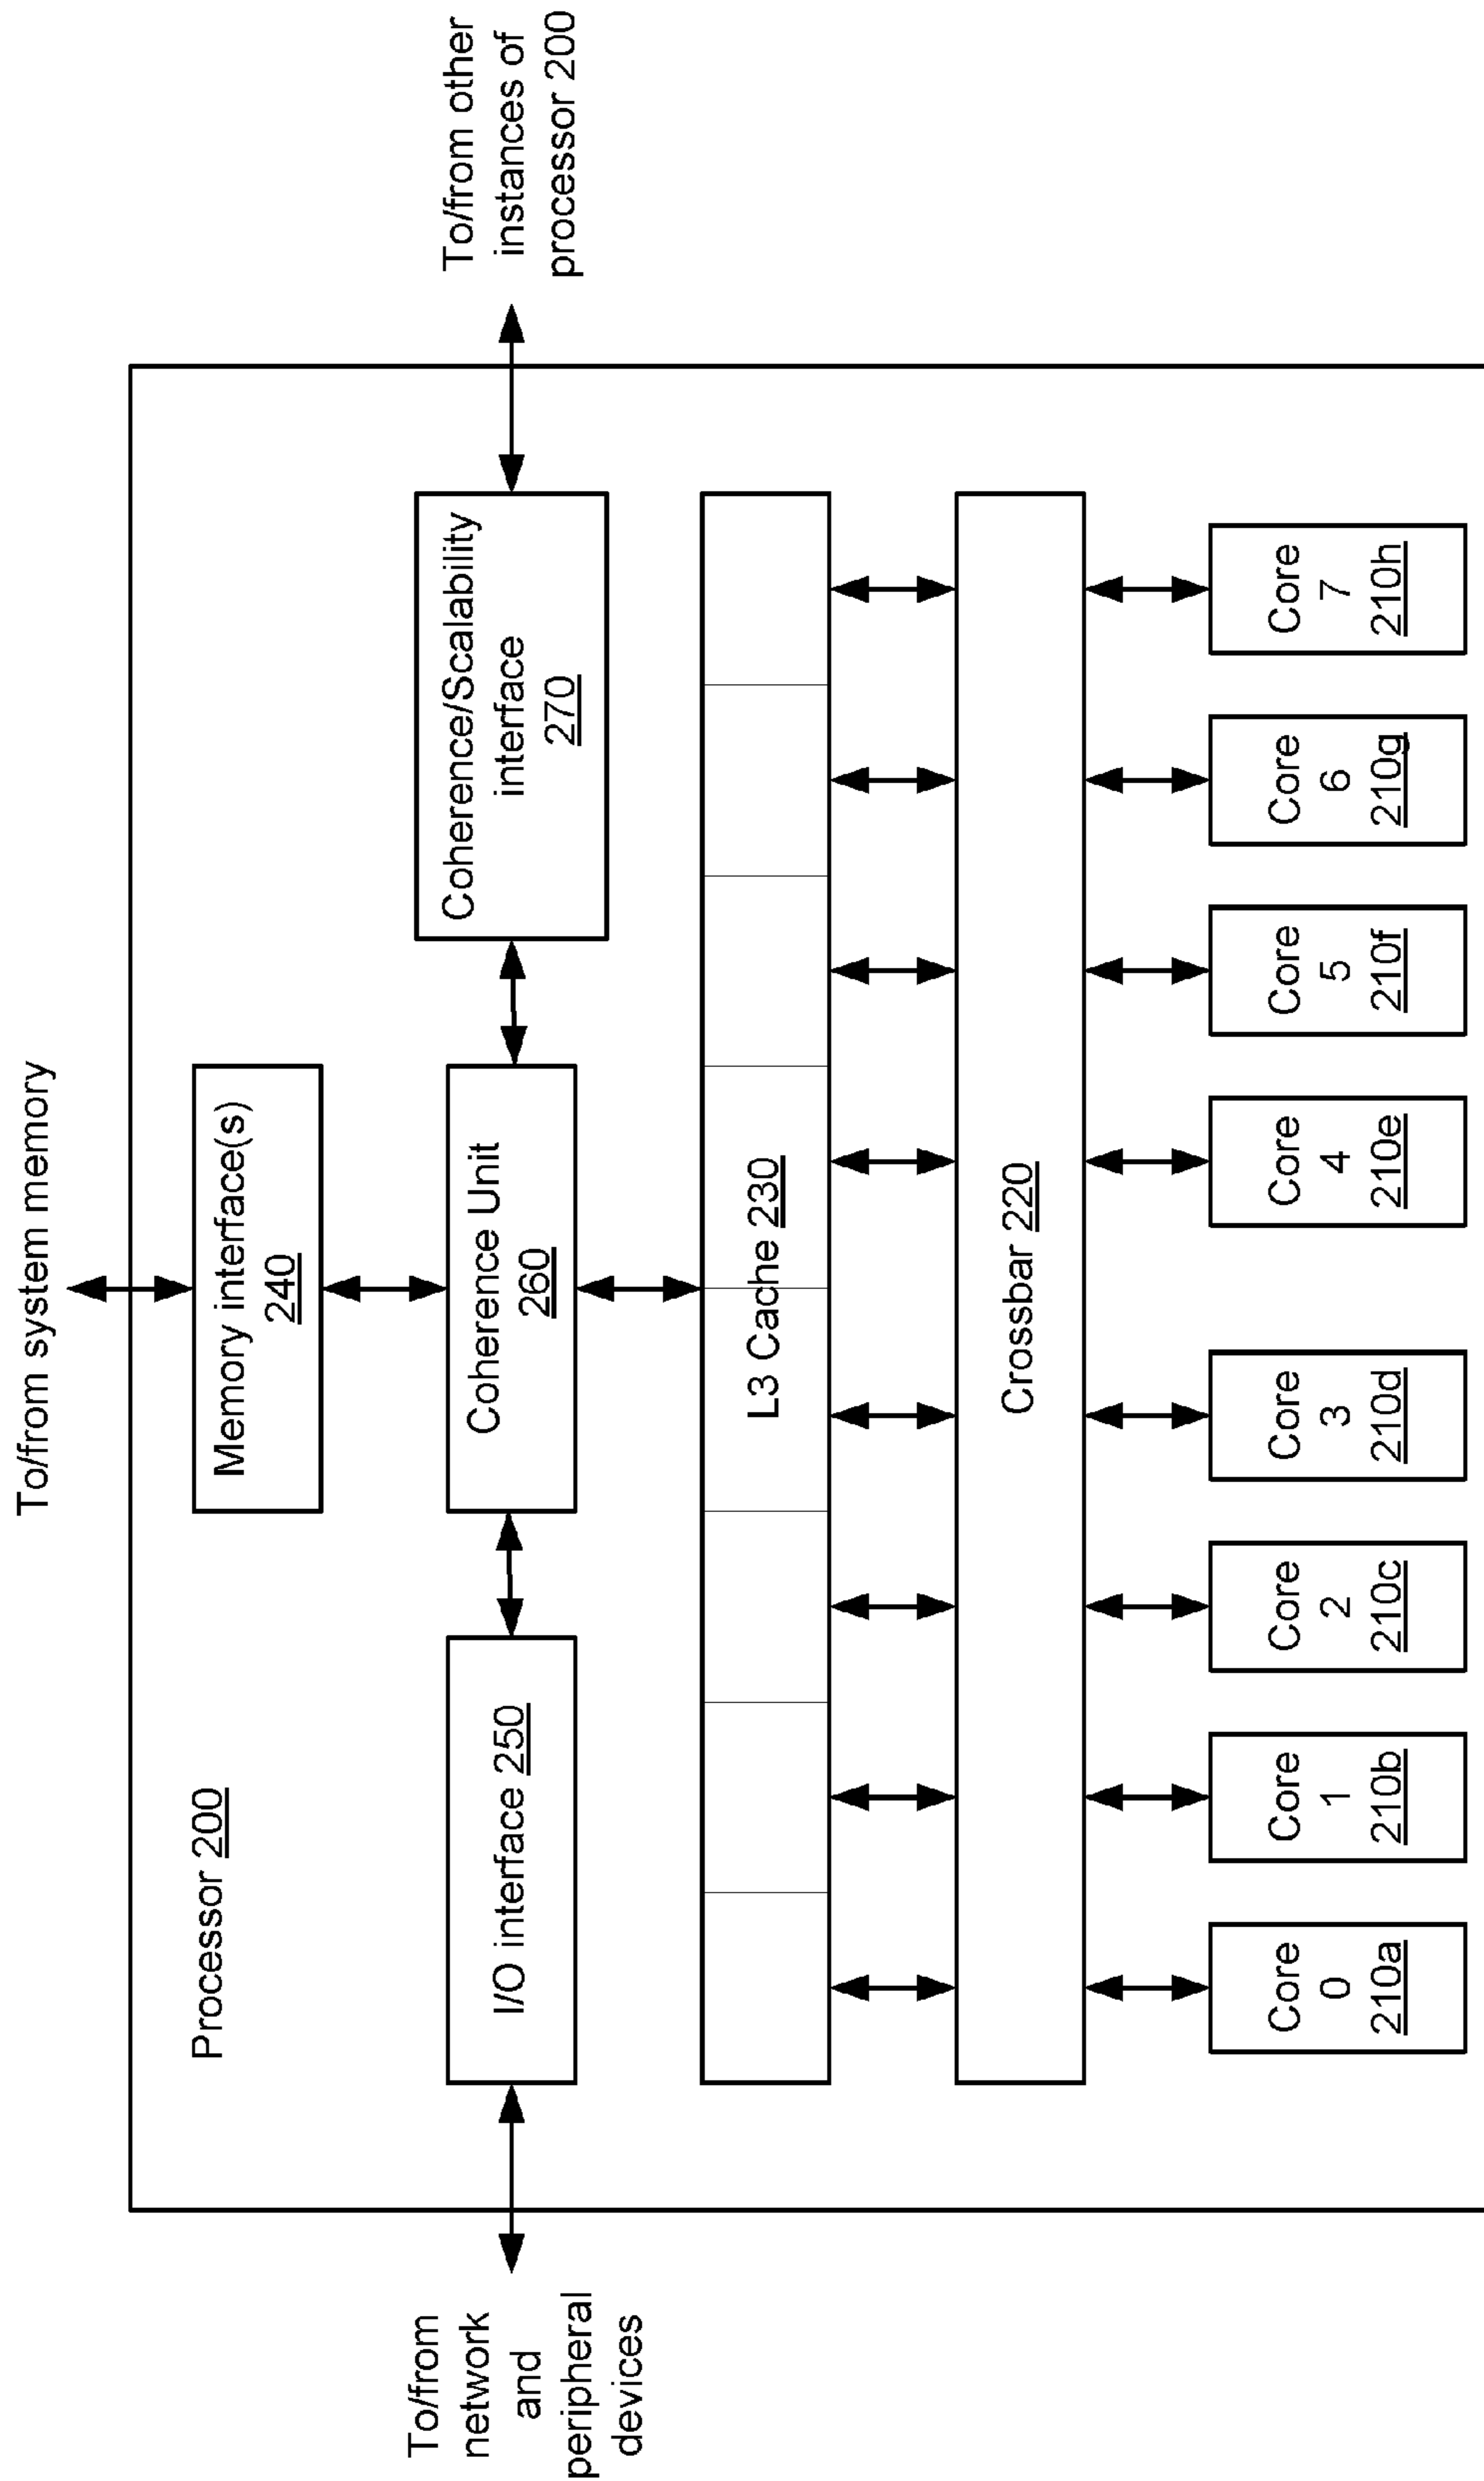 To/from system memory
Processor 200
Memory interface(s)
240
To/from
network
and
peripheral
devices
I/O interface 250
Coherence Unit
260
Coherence/Scalability
interface
270
To/from other
instances of
processor 200
L3 Cache 230
Crossbar 220
Core
0
210a
Core
1
210b
Core
2
210c
Core
3
210d
Core
4
210e
Core
5
210f
Core
6
210g
Core
7
210h